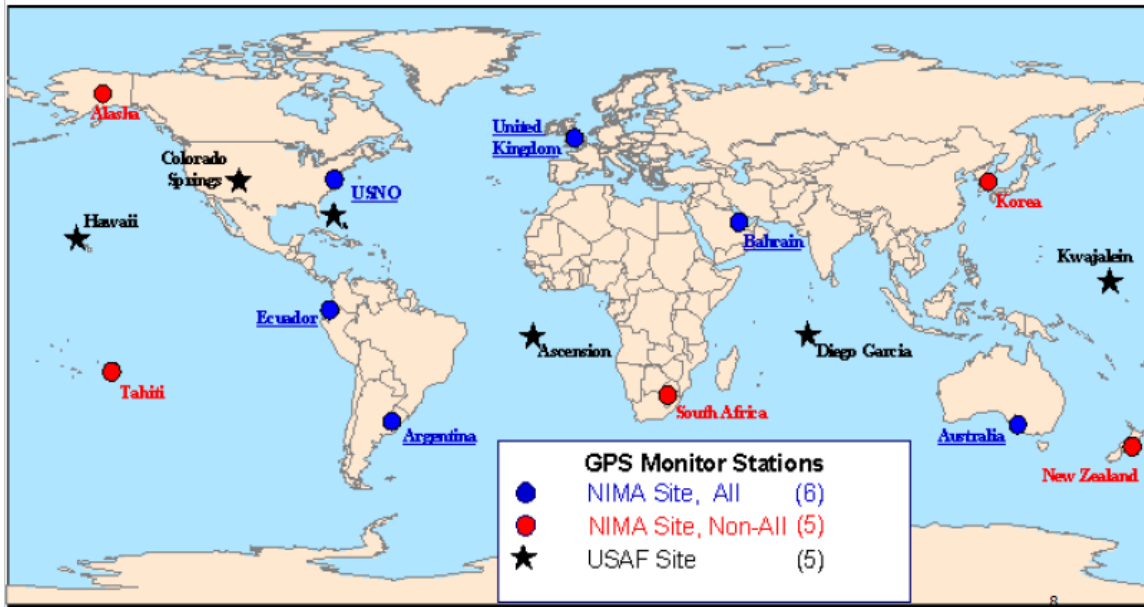 Alaska
United
Kingdom
Colorado
Springs
USNO
Korea
Hawaii
Bahrain
Kwajalein
Ecuador
Ascension
Diego Garcia
Tahiti
South Africa
Argentina
Australia
New Zealand
GPS Monitor Stations
NIMA Site, All (6)
NIMA Site, Non-All (5)
USAF Site (5)
8